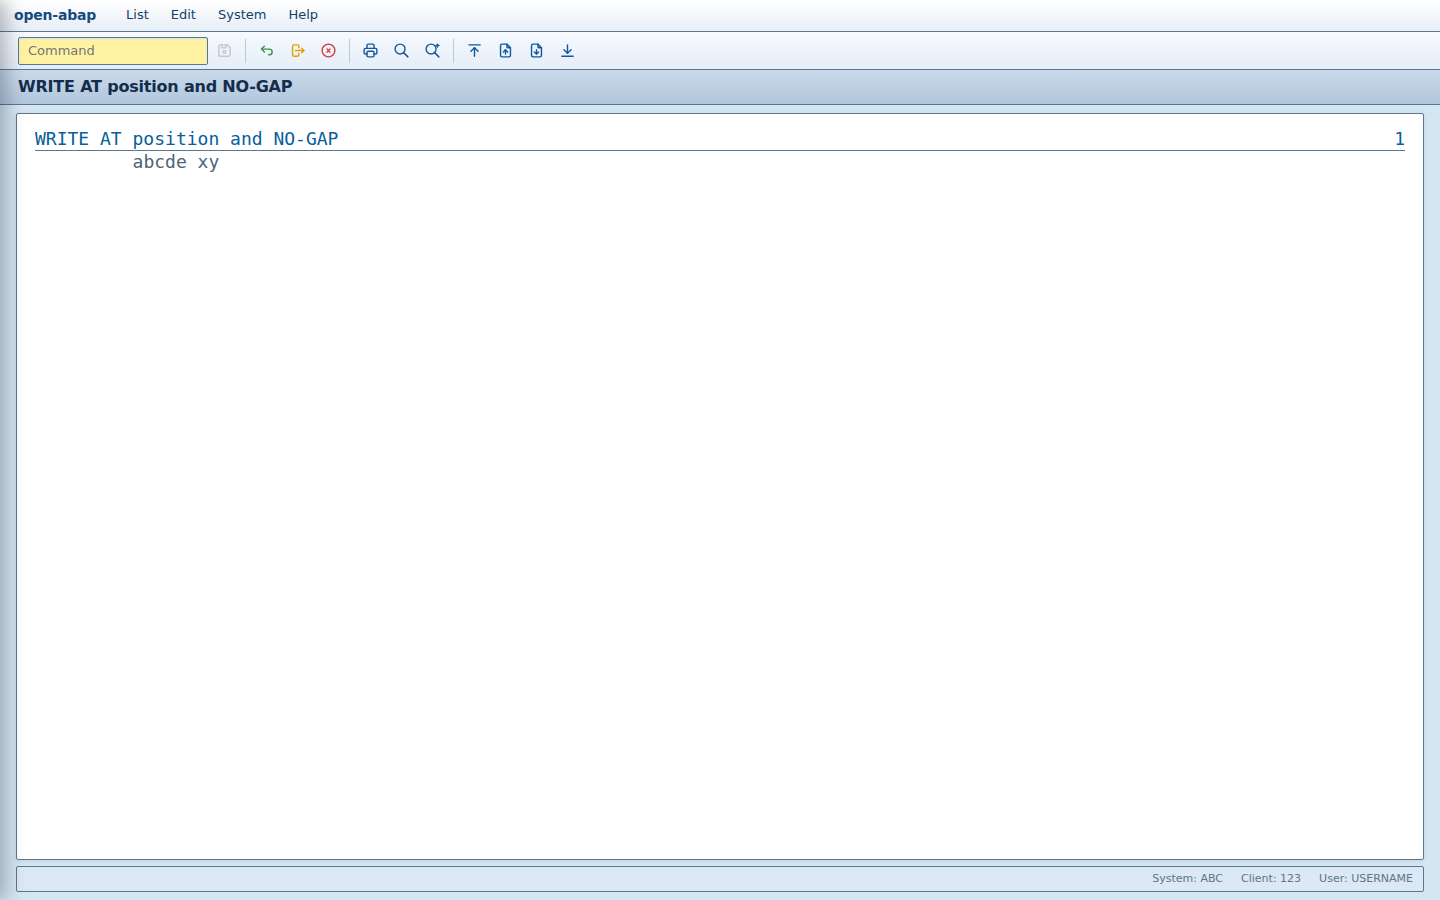 open-abap List Edit System Help
Command
WRITE AT position and NO-GAP
WRITE AT position and NO-GAP 1
abcde xy
System: ABC Client: 123 User: USERNAME